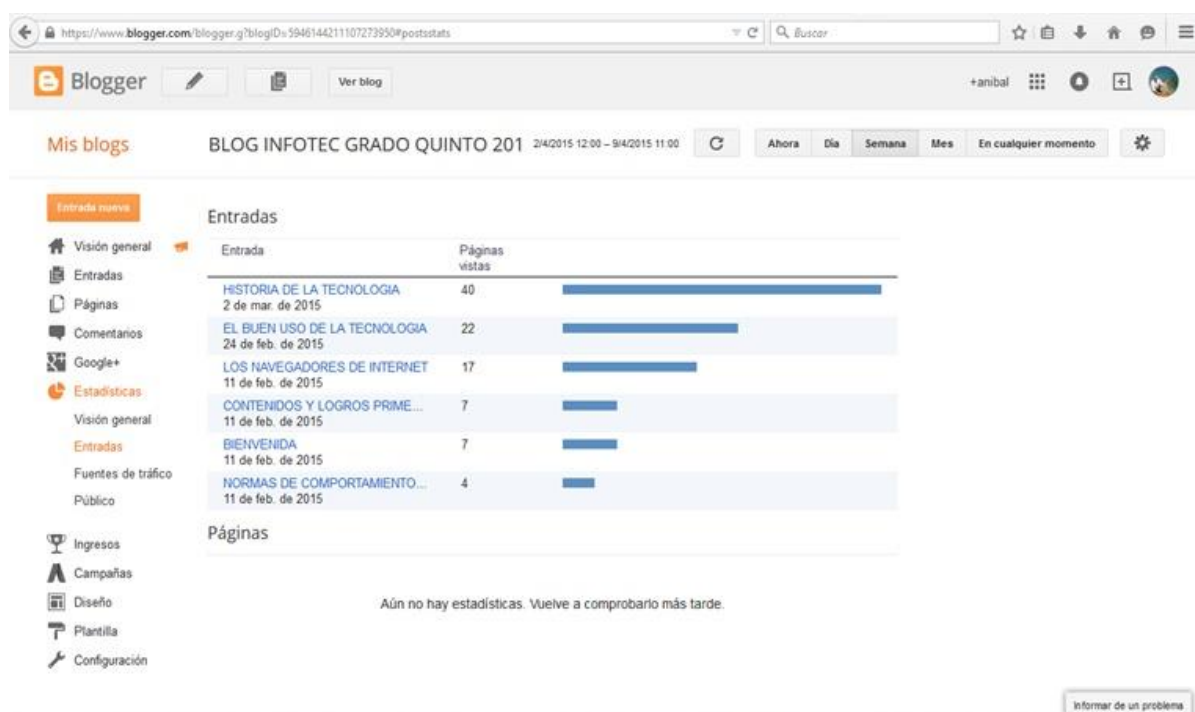 https://www.blogger.com/blogger.g?blogID=5946144211107273950#postsstats
Buscar
Blogger
Ver blog
+anibal
Mis blogs
BLOG INFOTEC GRADO QUINTO 201
2/4/2015 12:00 – 9/4/2015 11:00
Ahora
Día
Semana
Mes
En cualquier momento
Entrada nueva
Visión general
Entradas
Páginas
Comentarios
Google+
Estadísticas
Visión general
Entradas
Fuentes de tráfico
Público
Ingresos
Campañas
Diseño
Plantilla
Configuración
Entradas
Entrada
Páginas
vistas
HISTORIA DE LA TECNOLOGIA 40
2 de mar. de 2015
EL BUEN USO DE LA TECNOLOGIA 22
24 de feb. de 2015
LOS NAVEGADORES DE INTERNET 17
11 de feb. de 2015
CONTENIDOS Y LOGROS PRIME... 7
11 de feb. de 2015
BIENVENIDA 7
11 de feb. de 2015
NORMAS DE COMPORTAMIENTO... 4
11 de feb. de 2015
Páginas
Aún no hay estadísticas. Vuelve a comprobarlo más tarde.
Informar de un problema